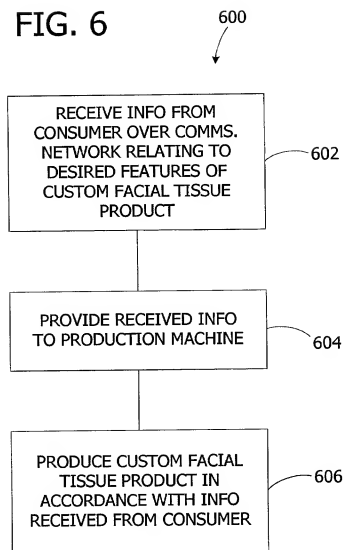 FIG. 6
600
RECEIVE INFO FROM
CONSUMER OVER COMMS.
NETWORK RELATING TO
DESIRED FEATURES OF
CUSTOM FACIAL TISSUE
PRODUCT
602
PROVIDE RECEIVED INFO
TO PRODUCTION MACHINE
604
PRODUCE CUSTOM FACIAL
TISSUE PRODUCT IN
ACCORDANCE WITH INFO
RECEIVED FROM CONSUMER
606